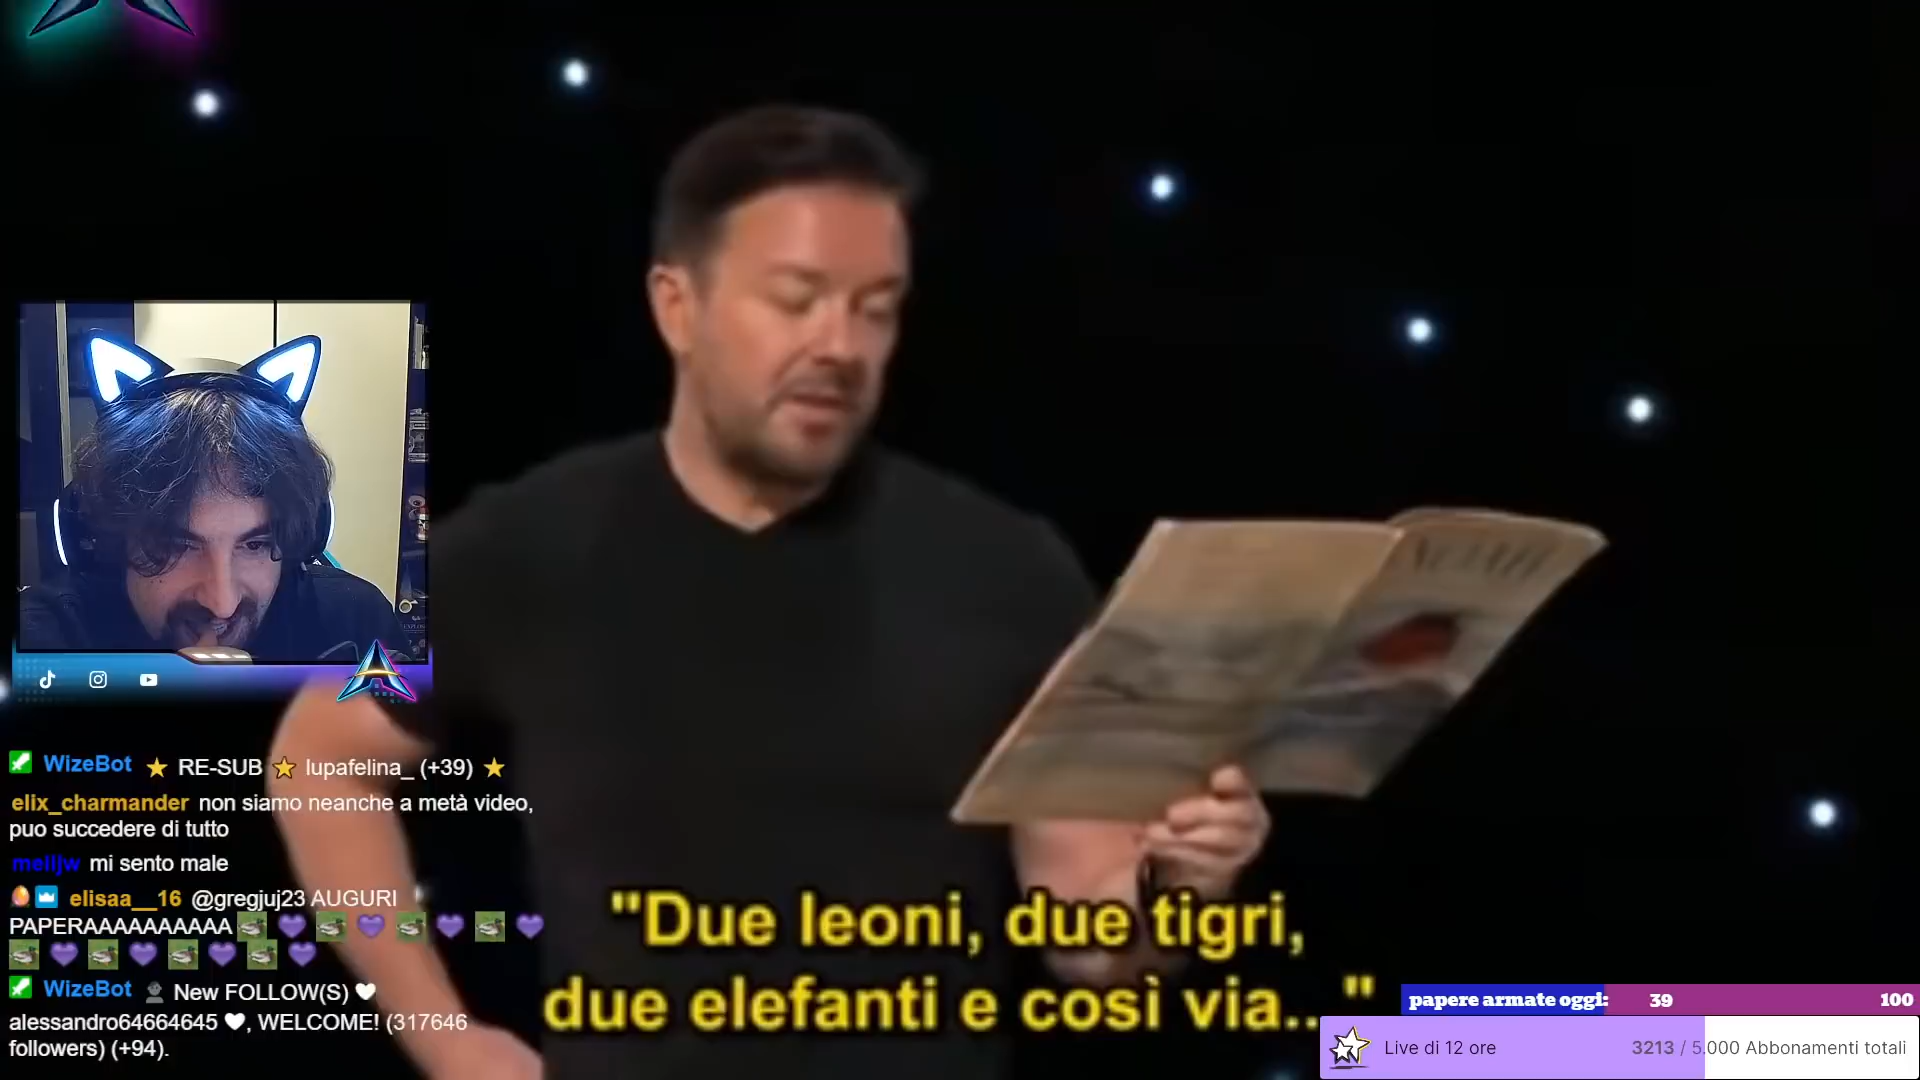 NOAH
WizeBot ⭐ RE-SUB ⭐ lupafelina_ (+39) ⭐
elix_charmander non siamo neanche a metà video,
puo succedere di tutto
melijw mi sento male
elisaa__16 @gregjuj23 AUGURI
PAPERAAAAAAAAAA
WizeBot New FOLLOW(S)
alessandro64664645 , WELCOME! (317646
followers) (+94).
"Due leoni, due tigri,
due elefanti e così via..."
papere armate oggi: 39 100
Live di 12 ore 3213 / 5.000 Abbonamenti totali